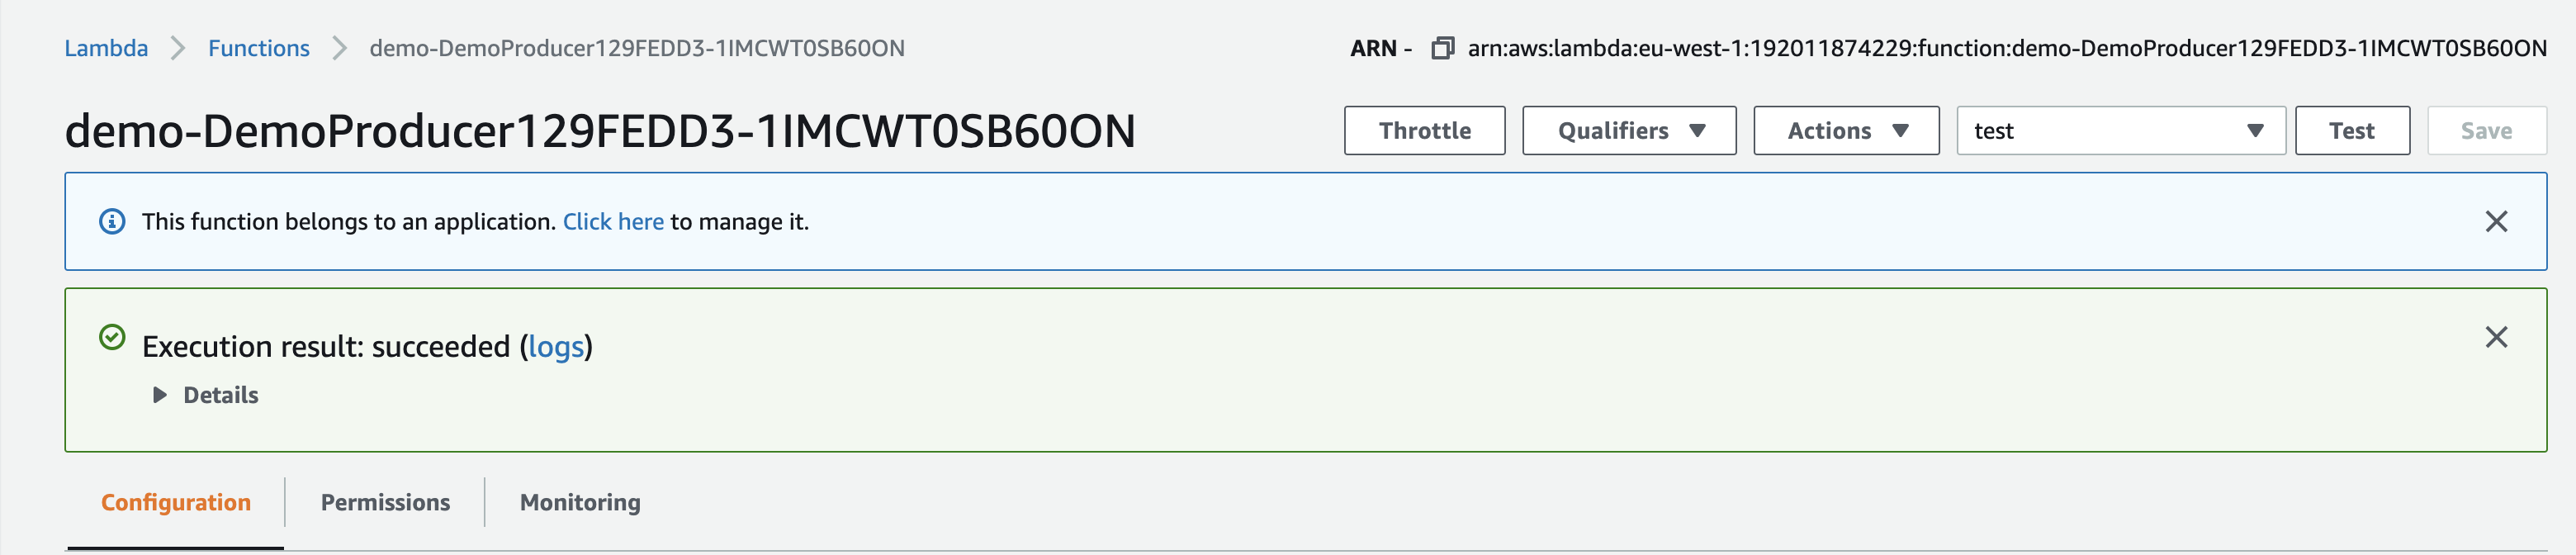 Lambda > Functions > demo-DemoProducer129FEDD3-1IMCWT0SB60ON
ARN - arn:aws:lambda:eu-west-1:192011874229:function:demo-DemoProducer129FEDD3-1IMCWT0SB60ON
demo-DemoProducer129FEDD3-1IMCWT0SB60ON
Throttle Qualifiers Actions test Test Save
This function belongs to an application. Click here to manage it.
Execution result: succeeded (logs)
Details
Configuration Permissions Monitoring